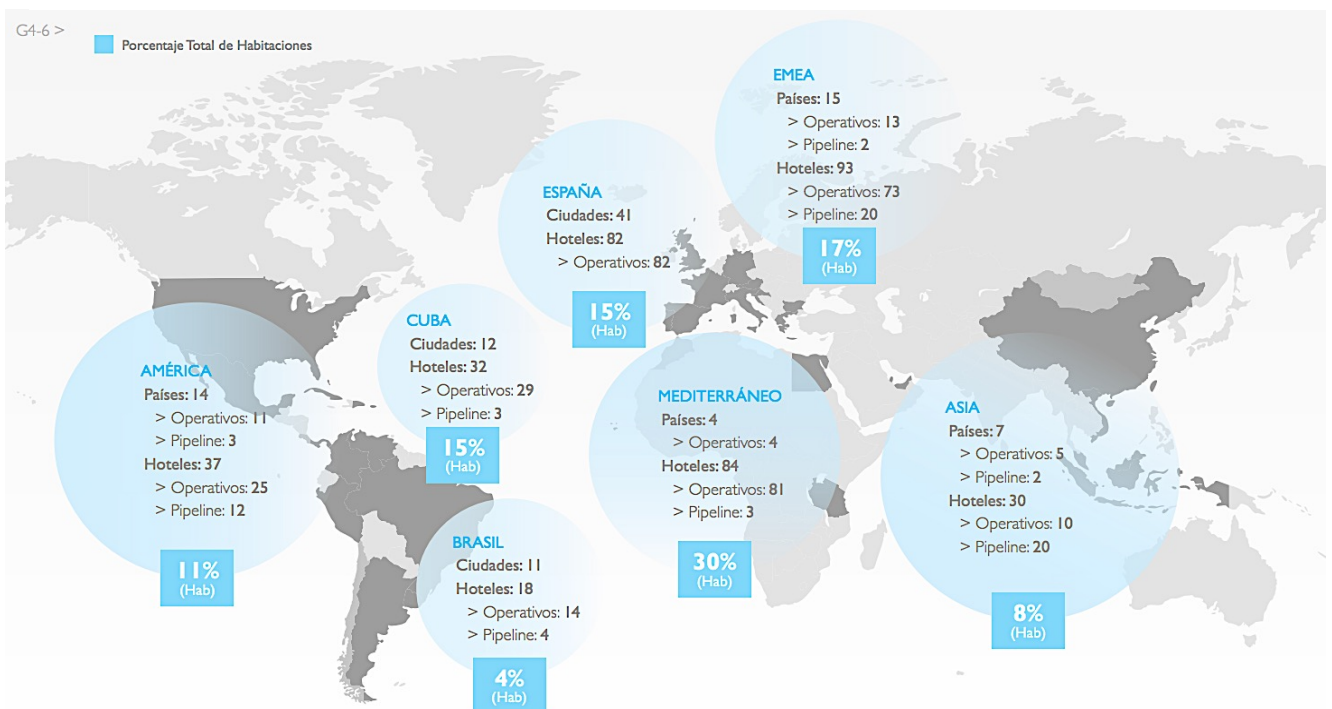 G4-6 >
Porcentaje Total de Habitaciones
EMEA
Países: 15
> Operativos: 13
> Pipeline: 2
Hoteles: 93
> Operativos: 73
> Pipeline: 20
17%
(Hab)
ESPAÑA
Ciudades: 41
Hoteles: 82
> Operativos: 82
15%
(Hab)
CUBA
Ciudades: 12
Hoteles: 32
> Operativos: 29
> Pipeline: 3
15%
(Hab)
AMÉRICA
Países: 14
> Operativos: 11
> Pipeline: 3
Hoteles: 37
> Operativos: 25
> Pipeline: 12
11%
(Hab)
MEDITERRÁNEO
Países: 4
> Operativos: 4
Hoteles: 84
> Operativos: 81
> Pipeline: 3
30%
(Hab)
ASIA
Países: 7
> Operativos: 5
> Pipeline: 2
Hoteles: 30
> Operativos: 10
> Pipeline: 20
8%
(Hab)
BRASIL
Ciudades: 11
Hoteles: 18
> Operativos: 14
> Pipeline: 4
4%
(Hab)